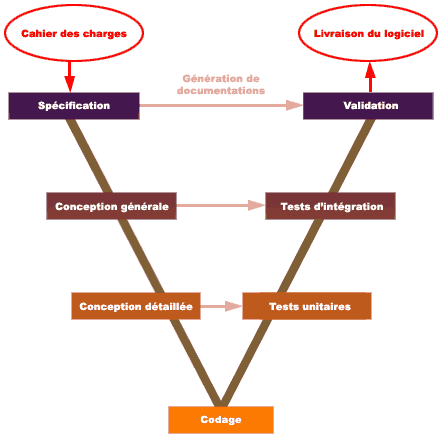 Cahier des charges
Livraison du logiciel
Génération de
documentations
Spécification
Validation
Conception générale
Tests d'intégration
Conception détaillée
Tests unitaires
Codage